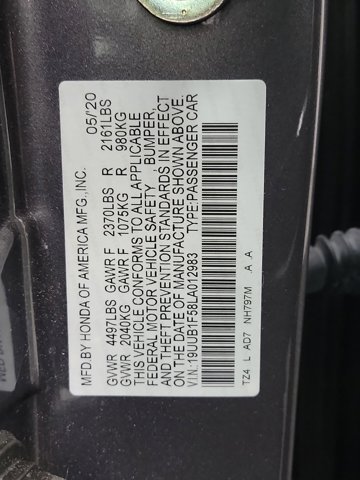 MFD.BY HONDA OF AMERICA MFG.,INC. 05/20
GVWR 4497LBS GAWR F 2370LBS R 2161LBS
GVWR 2040KG GAWR F 1075KG R 980KG
THIS VEHICLE CONFORMS TO ALL APPLICABLE
FEDERAL MOTOR VEHICLE SAFETY , BUMPER,
AND THEFT PREVENTION STANDARDS IN EFFECT
ON THE DATE OF MANUFACTURE SHOWN ABOVE.
V.I.N:19UUB1F58LA012983 TYPE:PASSENGER CAR
TZ4 L AD7 NH797M .A .A